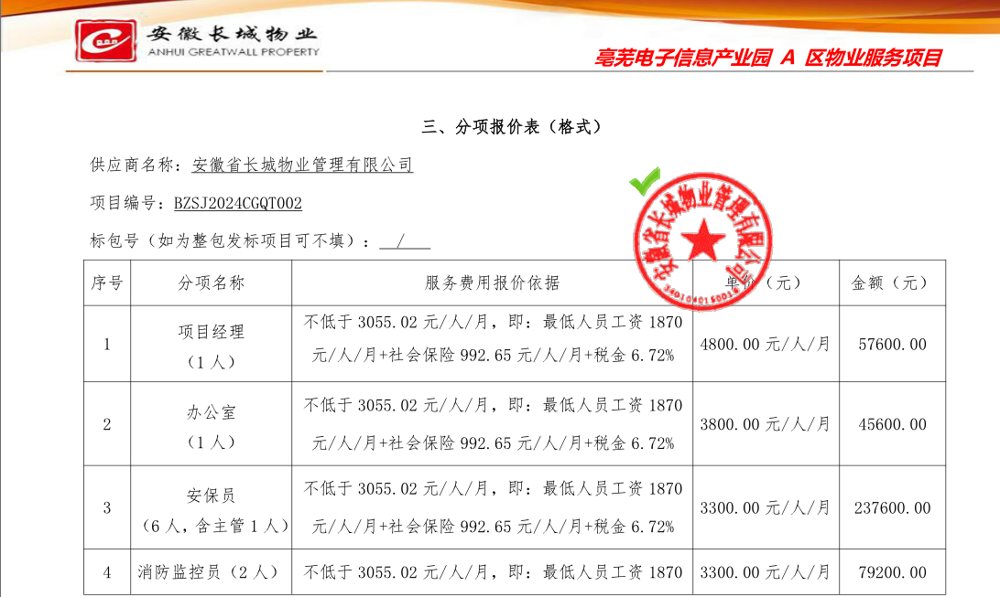 安徽长城物业
ANHUI GREATWALL PROPERTY
亳芜电子信息产业园 A 区物业服务项目
三、分项报价表（格式）
供应商名称：安徽省长城物业管理有限公司
项目编号：BZSJ2024CGQT002
标包号（如为整包发标项目可不填）： /
安徽省长城物业管理有限公司
序号 分项名称 服务费用报价依据 单价（元） 金额（元）
1 项目经理（1 人） 不低于 3055.02 元/人/月，即：最低人员工资 1870
元/人/月+社会保险 992.65 元/人/月+税金 6.72% 4800.00 元/人/月 57600.00
2 办公室（1 人） 不低于 3055.02 元/人/月，即：最低人员工资 1870
元/人/月+社会保险 992.65 元/人/月+税金 6.72% 3800.00 元/人/月 45600.00
3 安保员（6 人，含主管 1 人） 不低于 3055.02 元/人/月，即：最低人员工资 1870
元/人/月+社会保险 992.65 元/人/月+税金 6.72% 3300.00 元/人/月 237600.00
4 消防监控员（2 人） 不低于 3055.02 元/人/月，即：最低人员工资 1870 3300.00 元/人/月 79200.00